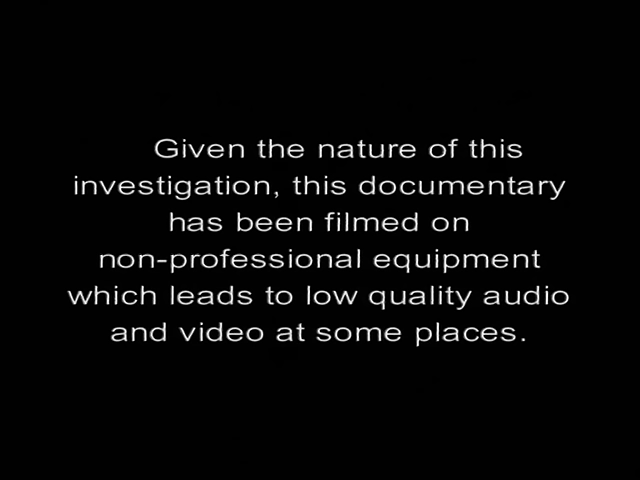 Given the nature of this
investigation, this documentary
has been filmed on
non-professional equipment
which leads to low quality audio
and video at some places.